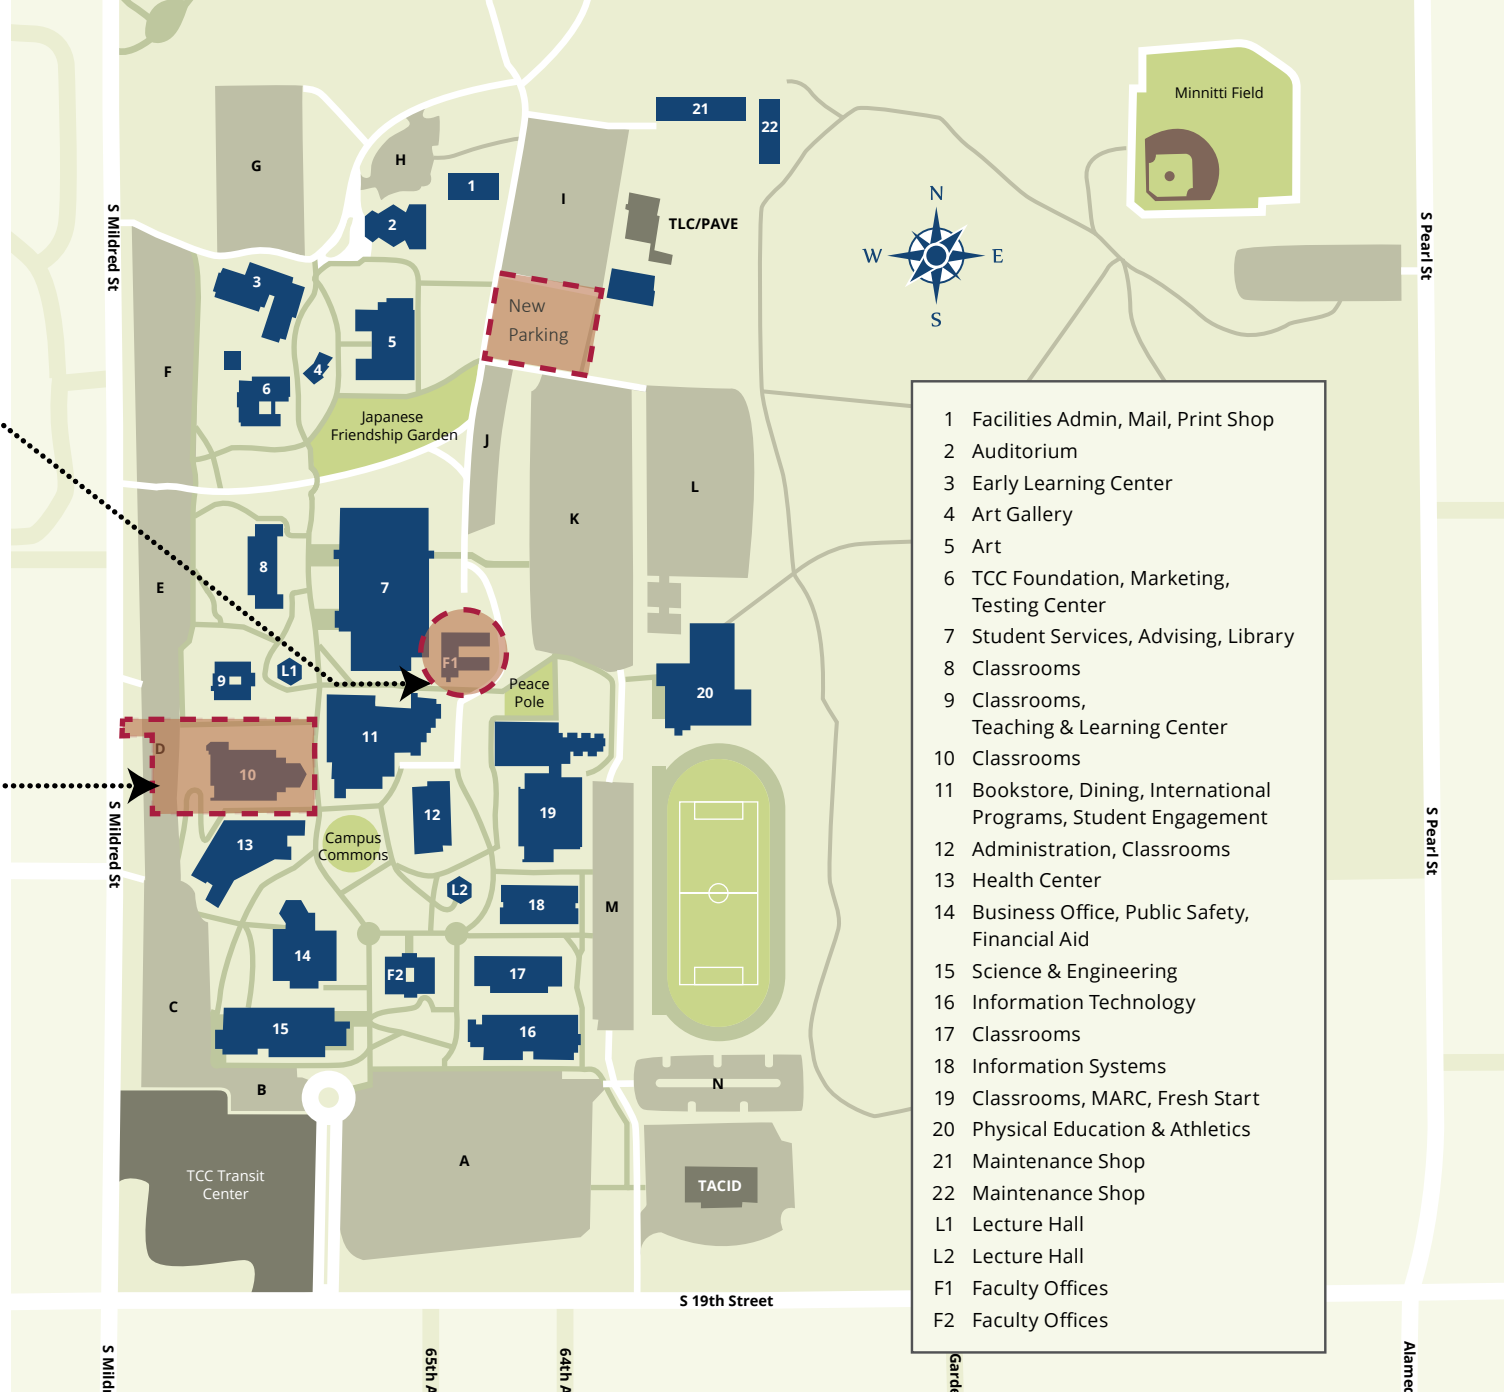 Minnitti Field
21
22
G
H
1
I
2
TLC/PAVE
N
W
E
S
S Mildred St
S Pearl St
3
New
Parking
5
4
F
6
Japanese
Friendship Garden
J
L
K
8
7
E
F1
L1
9
Peace
Pole
20
D
11
10
12
19
S Mildred St
S Pearl St
13
Campus
Commons
L2
18
M
14
F2
17
C
15
16
B
N
A
TCC Transit
Center
TACID
S 19th Street
S Mildr
65th A
64th A
Garde
Alamed
1 Facilities Admin, Mail, Print Shop
2 Auditorium
3 Early Learning Center
4 Art Gallery
5 Art
6 TCC Foundation, Marketing,
Testing Center
7 Student Services, Advising, Library
8 Classrooms
9 Classrooms,
Teaching & Learning Center
10 Classrooms
11 Bookstore, Dining, International
Programs, Student Engagement
12 Administration, Classrooms
13 Health Center
14 Business Office, Public Safety,
Financial Aid
15 Science & Engineering
16 Information Technology
17 Classrooms
18 Information Systems
19 Classrooms, MARC, Fresh Start
20 Physical Education & Athletics
21 Maintenance Shop
22 Maintenance Shop
L1 Lecture Hall
L2 Lecture Hall
F1 Faculty Offices
F2 Faculty Offices